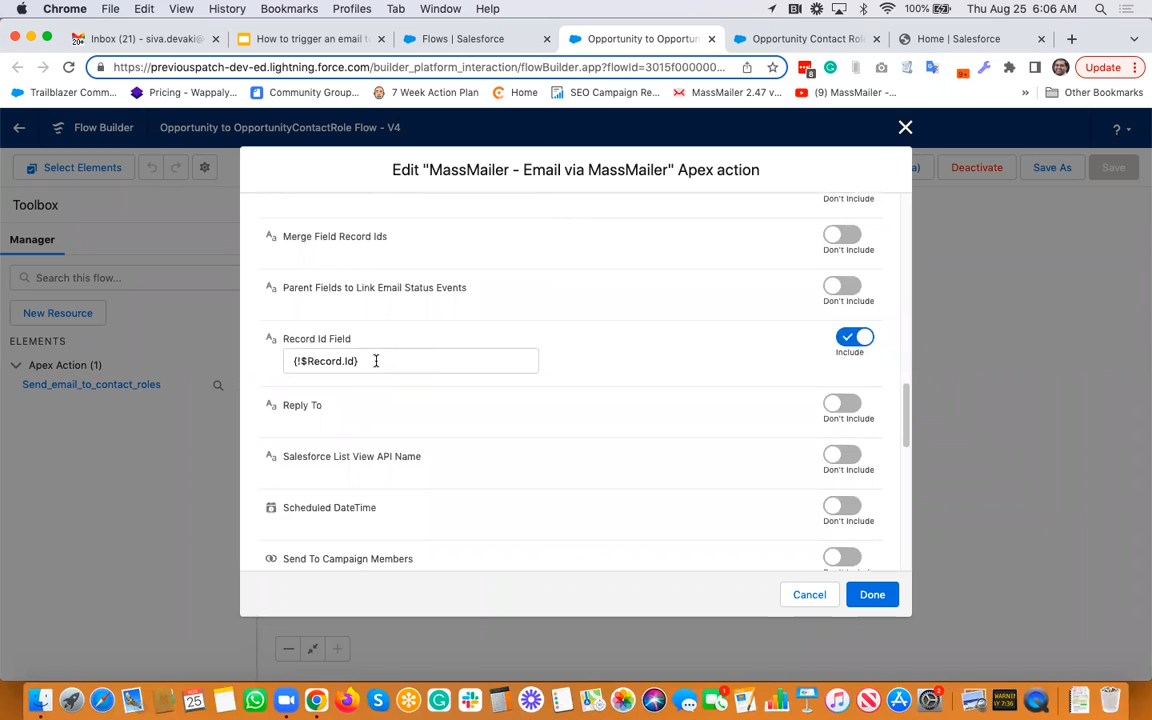 Chrome File Edit View History Bookmarks Profiles Tab Window Help 100% Thu Aug 25 6:06 AM
Inbox (21) - siva.devaki@ How to trigger an email t Flows | Salesforce Opportunity to Opportun Opportunity Contact Rol Home | Salesforce
https://previouspatch-dev-ed.lightning.force.com/builder_platform_interaction/flowBuilder.app?flowId=3015f000000... Update
Trailblazer Comm... Pricing - Wappaly... Community Group... 7 Week Action Plan Home SEO Campaign Re... MassMailer 2.47 v... (9) MassMailer -... » Other Bookmarks
Flow Builder Opportunity to OpportunityContactRole Flow - V4 ?
Select Elements a) Deactivate Save As Save
Edit "MassMailer - Email via MassMailer" Apex action
Toolbox
Don't Include
Manager
Merge Field Record Ids
Don't Include
Search this flow...
Parent Fields to Link Email Status Events
Don't Include
New Resource
ELEMENTS
Record Id Field
Include
{!$Record.Id}
Apex Action (1)
Send_email_to_contact_roles
Reply To
Don't Include
Salesforce List View API Name
Don't Include
Scheduled DateTime
Don't Include
Send To Campaign Members
Cancel Done